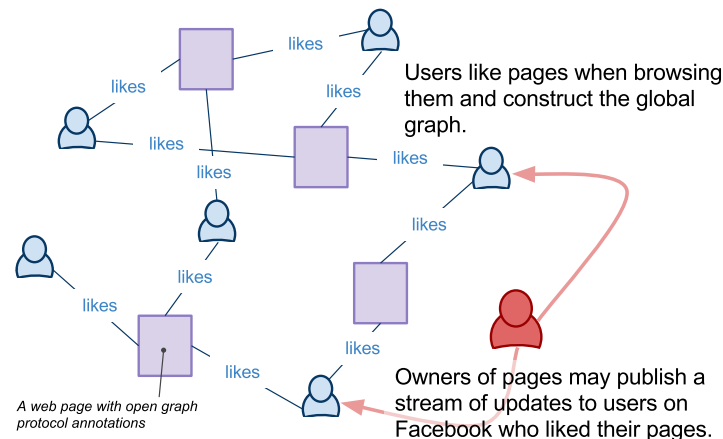 likes
Users like pages when browsing
them and construct the global
graph.
likes
likes
likes
likes
likes
likes
likes
likes
likes
likes
Owners of pages may publish a
stream of updates to users on
Facebook who liked their pages.
A web page with open graph
protocol annotations